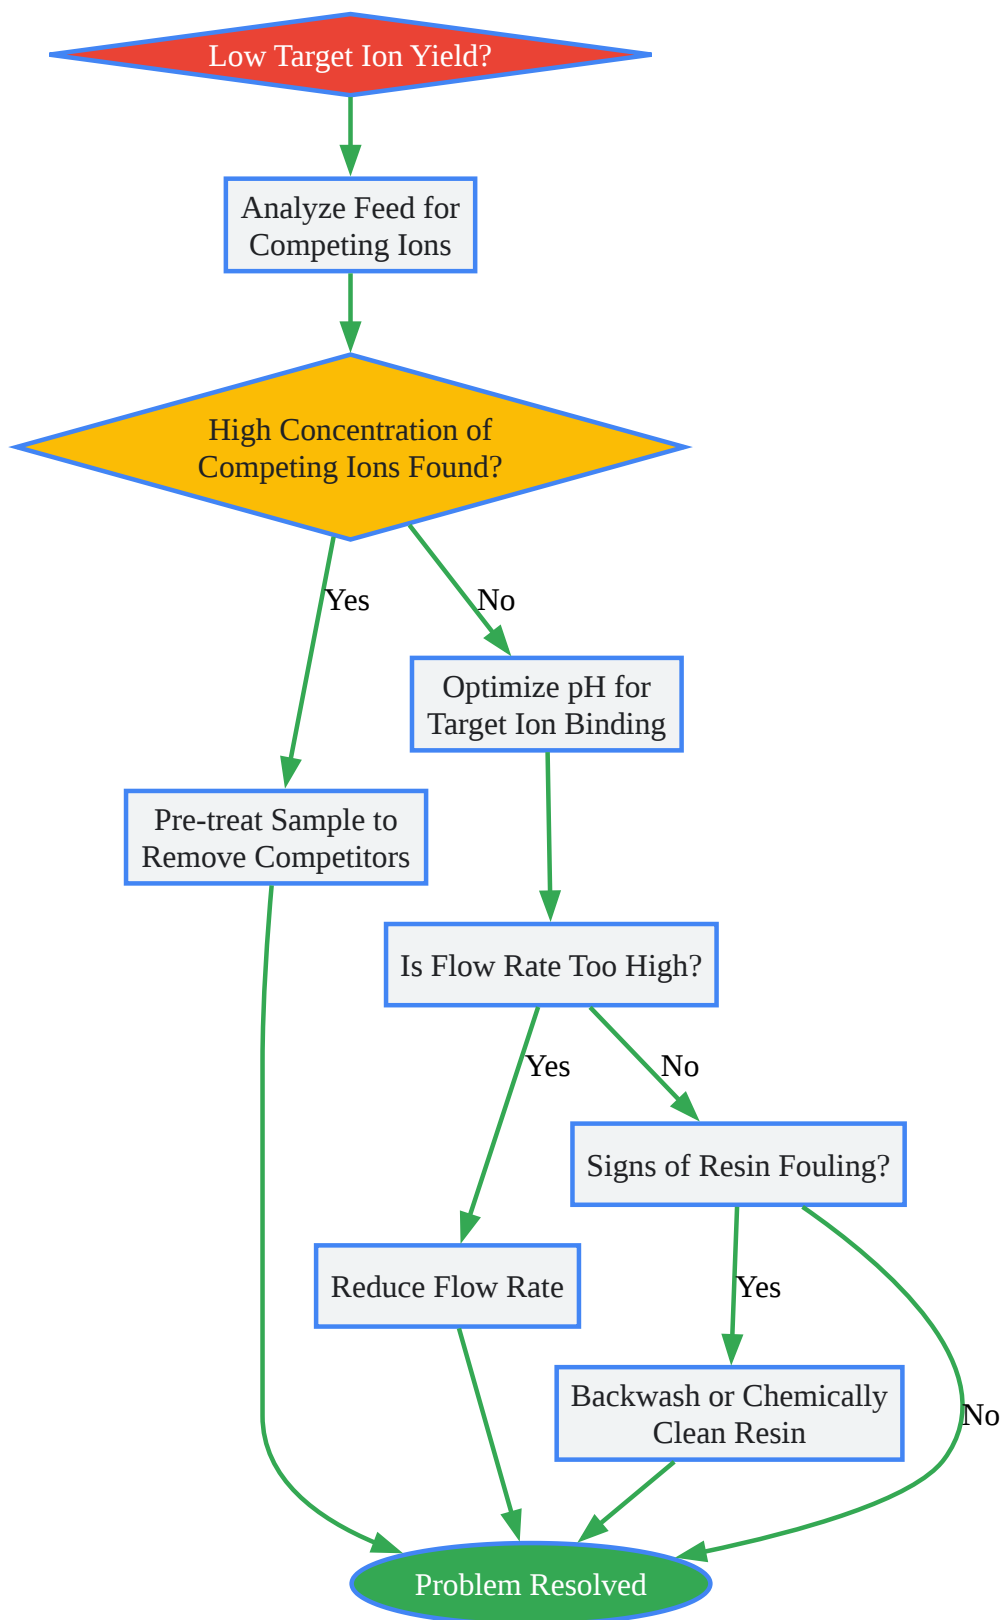 Low Target Ion Yield?
Analyze Feed for
Competing Ions
High Concentration of
Competing Ions Found?
Yes
No
Optimize pH for
Target Ion Binding
Pre-treat Sample to
Remove Competitors
Is Flow Rate Too High?
Yes
No
Signs of Resin Fouling?
Reduce Flow Rate
Yes
Backwash or Chemically
Clean Resin
No
Problem Resolved